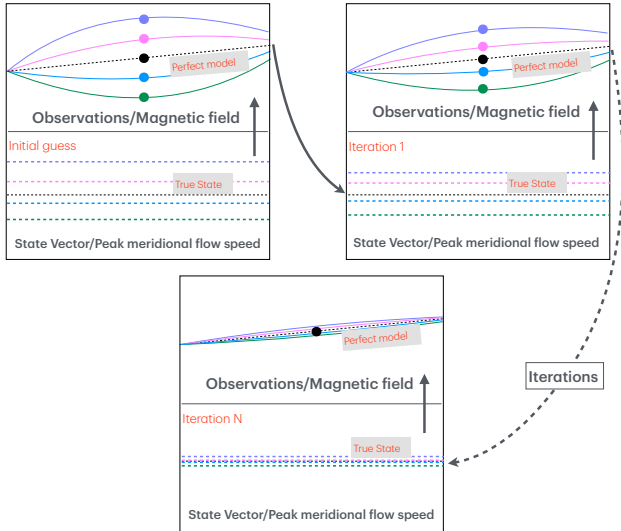 Perfect model
Observations/Magnetic field
Initial guess
True State
State Vector/Peak meridional flow speed
Perfect model
Observations/Magnetic field
Iteration 1
True State
State Vector/Peak meridional flow speed
Perfect model
Observations/Magnetic field
Iteration N
True State
State Vector/Peak meridional flow speed
Iterations